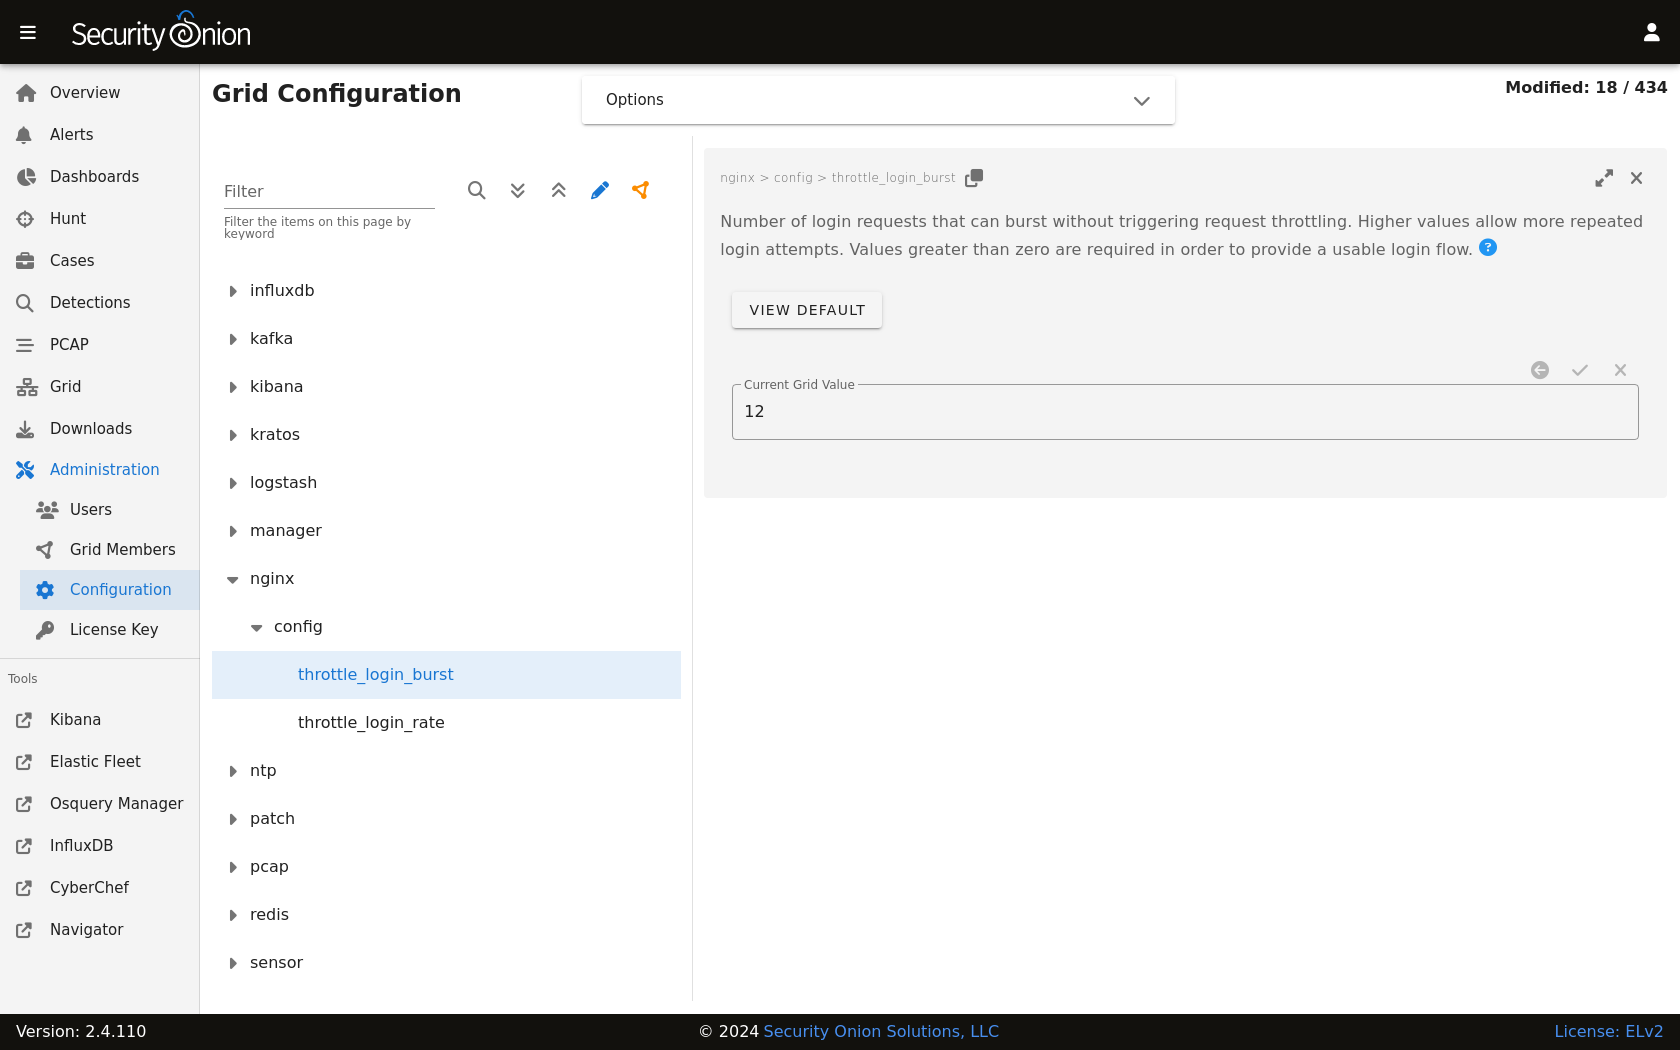 Security Onion
Overview
Alerts
Dashboards
Hunt
Cases
Detections
PCAP
Grid
Downloads
Administration
Users
Grid Members
Configuration
License Key
Tools
Kibana
Elastic Fleet
Osquery Manager
InfluxDB
CyberChef
Navigator
Grid Configuration
Options
Modified: 18 / 434
Filter
Filter the items on this page by
keyword
influxdb
kafka
kibana
kratos
logstash
manager
nginx
config
throttle_login_burst
throttle_login_rate
ntp
patch
pcap
redis
sensor
nginx > config > throttle_login_burst
Number of login requests that can burst without triggering request throttling. Higher values allow more repeated
login attempts. Values greater than zero are required in order to provide a usable login flow. ?
VIEW DEFAULT
Current Grid Value
12
Version: 2.4.110
© 2024 Security Onion Solutions, LLC
License: ELv2